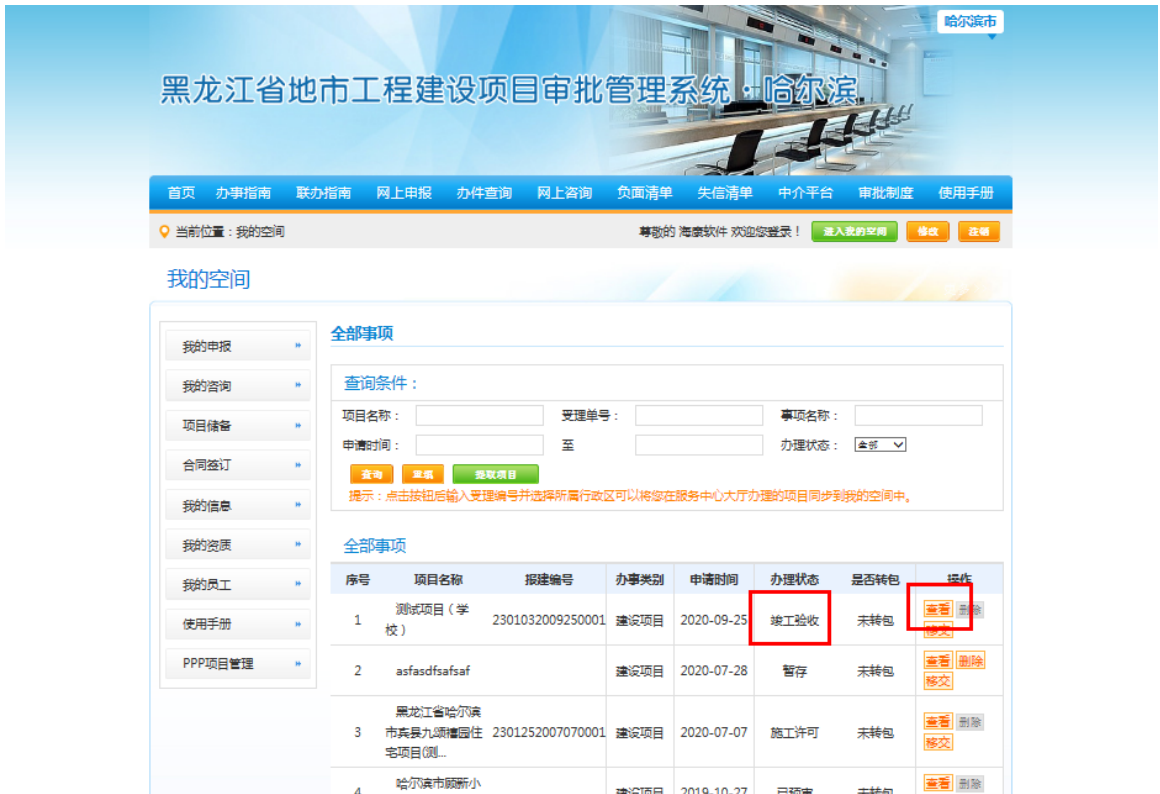 哈尔滨市
黑龙江省地市工程建设项目审批管理系统·哈尔滨
首页 办事指南 联办指南 网上申报 办件查询 网上咨询 负面清单 失信清单 中介平台 审批制度 使用手册
当前位置：我的空间 尊敬的 海康软件 欢迎您登录！ 进入我的空间 修改 注销
我的空间
我的申报
我的咨询
项目储备
合同签订
我的信息
我的资质
我的员工
使用手册
PPP项目管理
全部事项
查询条件：
项目名称： 受理单号： 事项名称：
申请时间： 至 办理状态： 全部
查询 重填 提取项目
提示：点击按钮后输入受理编号并选择所属行政区可以将您在服务中心大厅办理的项目同步到我的空间中。
全部事项
序号 项目名称 报建编号 办事类别 申请时间 办理状态 是否转包 操作
1 测试项目（学校） 2301032009250001 建设项目 2020-09-25 竣工验收 未转包 查看 删除 移交
2 asfasdfsafsaf 建设项目 2020-07-28 暂存 未转包 查看 删除 移交
3 黑龙江省哈尔滨市宾县九颂禧园住宅项目(测... 2301252007070001 建设项目 2020-07-07 施工许可 未转包 查看 删除 移交
4 哈尔滨市顾新小 建设项目 2019-10-27 已预审 未转包 查看 删除